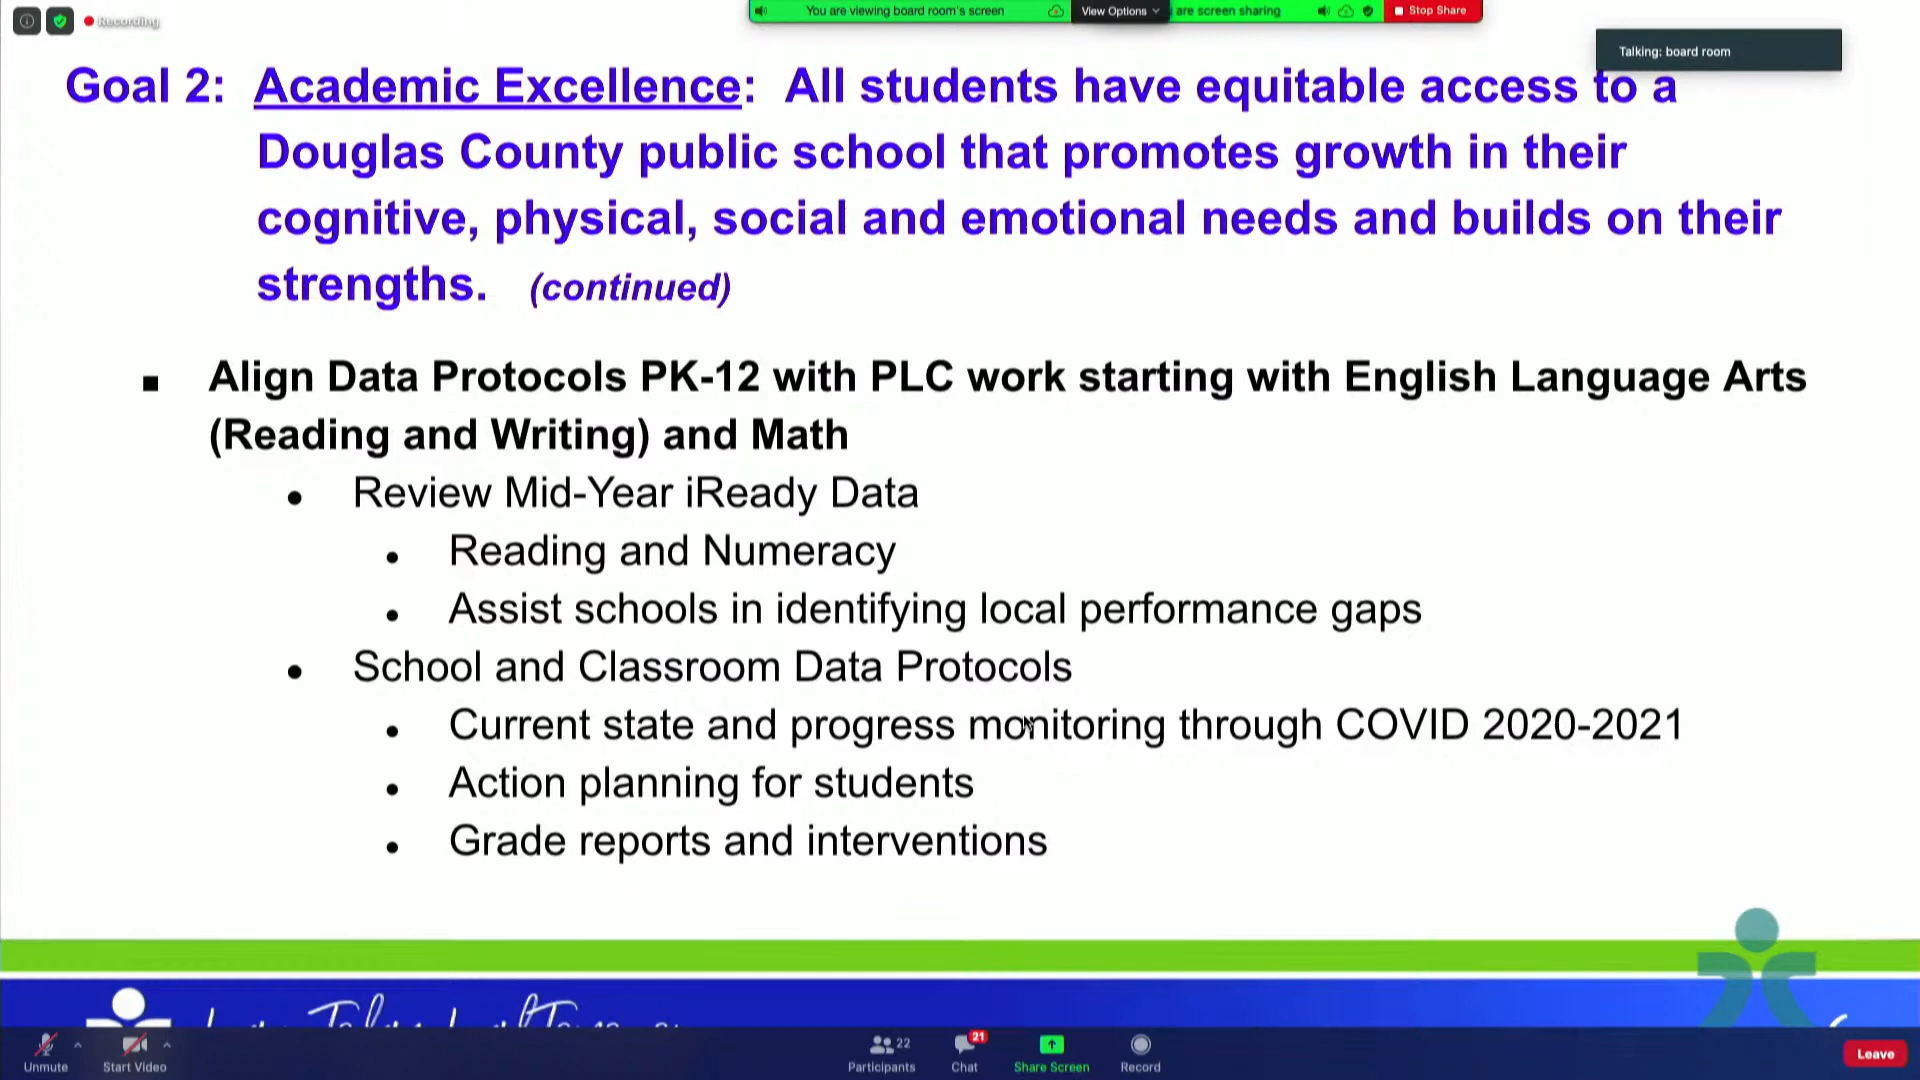 Recording
You are viewing board room's screen
View Options
are screen sharing
Stop Share
Talking: board room
Goal 2: Academic Excellence: All students have equitable access to a
Douglas County public school that promotes growth in their
cognitive, physical, social and emotional needs and builds on their
strengths. (continued)
Align Data Protocols PK-12 with PLC work starting with English Language Arts
(Reading and Writing) and Math
Review Mid-Year iReady Data
Reading and Numeracy
Assist schools in identifying local performance gaps
School and Classroom Data Protocols
Current state and progress monitoring through COVID 2020-2021
Action planning for students
Grade reports and interventions
Unmute
Start Video
22
Participants
21
Chat
Share Screen
Record
Leave